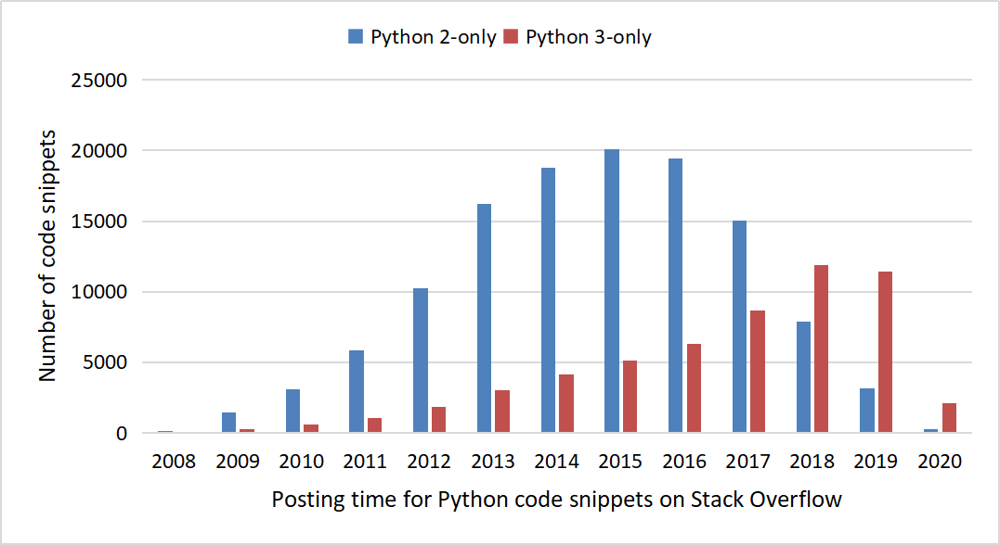 Python 2-only Python 3-only
25000
20000
15000
10000
5000
0
Number of code snippets
2008 2009 2010 2011 2012 2013 2014 2015 2016 2017 2018 2019 2020
Posting time for Python code snippets on Stack Overflow